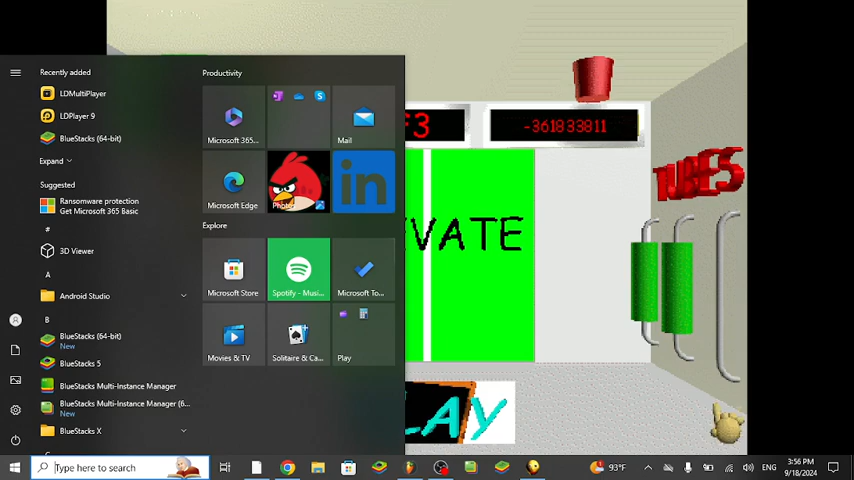 Recently added
LDMultiPlayer
LDPlayer 9
BlueStacks (64-bit)
Expand
Suggested
Ransomware protection
Get Microsoft 365 Basic
#
3D Viewer
A
Android Studio
B
BlueStacks (64-bit)
New
BlueStacks 5
BlueStacks Multi-Instance Manager
BlueStacks Multi-Instance Manager (6...
New
BlueStacks X
Productivity
Microsoft 365...
Mail
Microsoft Edge
Photos
in
Explore
Microsoft Store
Spotify - Musi...
Microsoft To...
Movies & TV
Solitaire & Ca...
Play
F3
-361833811
TUBES
VATE
LAY
Type here to search
93°F
ENG
3:56 PM
9/18/2024